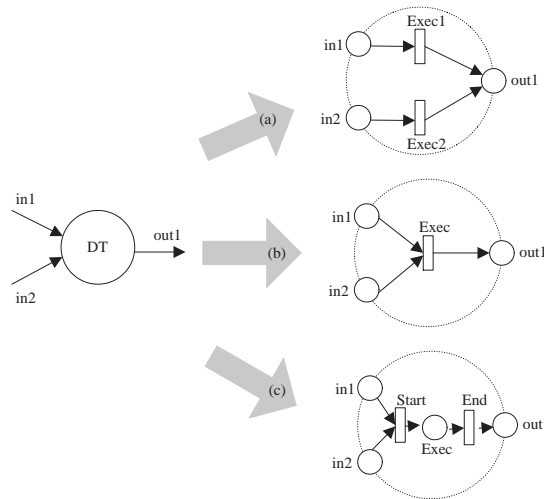 in1
DT
out1
in2
(a)
(b)
(c)
Exec1
in1
out1
in2
Exec2
in1
Exec
out1
in2
in1
Start
End
out
Exec
in2